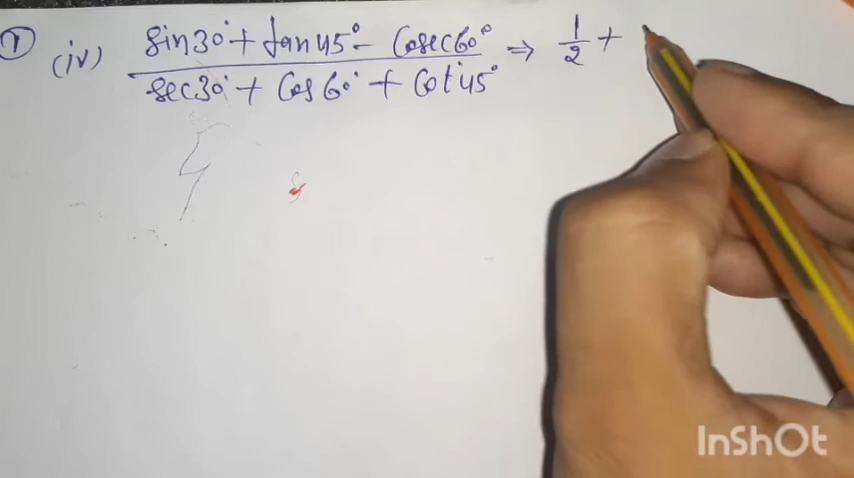 ① (iv) sin30° + tan45° - Cosec60° ⇒ 1/2 +
sec30° + Cos60° + Cot45°
InShOt